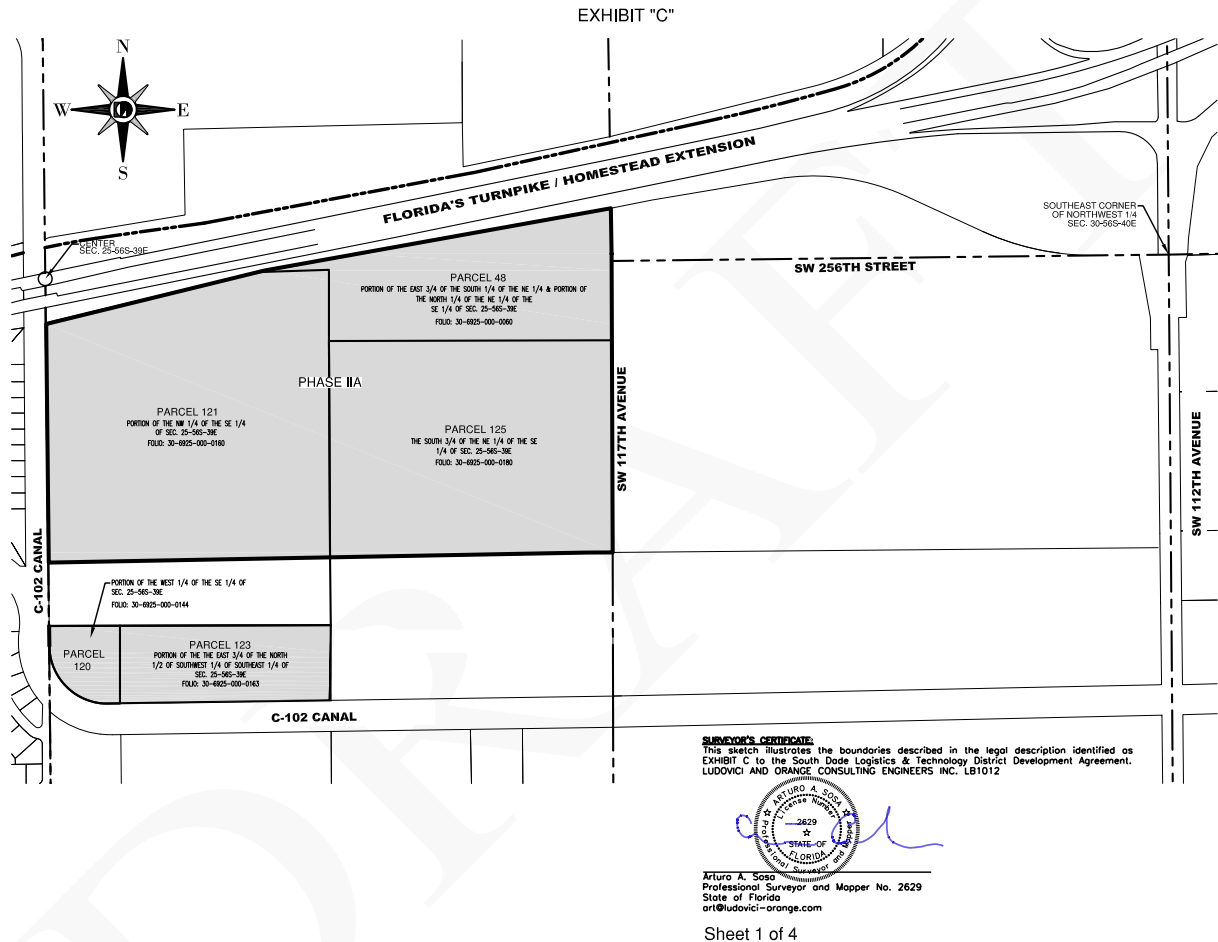 EXHIBIT "C"
N
W
E
S
FLORIDA'S TURNPIKE / HOMESTEAD EXTENSION
CENTER
SEC. 25-56S-39E
SOUTHEAST CORNER
OF NORTHWEST 1/4
SEC. 30-56S-40E
SW 256TH STREET
PARCEL 48
PORTION OF THE EAST 3/4 OF THE SOUTH 1/4 OF THE NE 1/4 & PORTION OF
THE NORTH 1/4 OF THE NE 1/4 OF THE
SE 1/4 OF SEC. 25-56S-39E
FOLIO: 30-6925-000-0060
PHASE IIA
PARCEL 121
PORTION OF THE NW 1/4 OF THE SE 1/4
OF SEC. 25-56S-39E
FOLIO: 30-6925-000-0160
PARCEL 125
THE SOUTH 3/4 OF THE NE 1/4 OF THE SE
1/4 OF SEC. 25-56S-39E
FOLIO: 30-6925-000-0180
SW 117TH AVENUE
SW 112TH AVENUE
C-102 CANAL
PORTION OF THE WEST 1/4 OF THE SE 1/4 OF
SEC. 25-56S-39E
FOLIO: 30-6925-000-0144
PARCEL
120
PARCEL 123
PORTION OF THE THE EAST 3/4 OF THE NORTH
1/2 OF SOUTHWEST 1/4 OF SOUTHEAST 1/4 OF
SEC. 25-56S-39E
FOLIO: 30-6925-000-0163
C-102 CANAL
SURVEYOR'S CERTIFICATE:
This sketch illustrates the boundaries described in the legal description identified as
EXHIBIT C to the South Dade Logistics & Technology District Development Agreement.
LUDOVICI AND ORANGE CONSULTING ENGINEERS INC. LB1012
ARTURO A. SOSA
License Number
2629
STATE OF
FLORIDA
Professional Surveyor and Mapper
Arturo A. Sosa
Professional Surveyor and Mapper No. 2629
State of Florida
art@ludovici-orange.com
Sheet 1 of 4
DRAFT